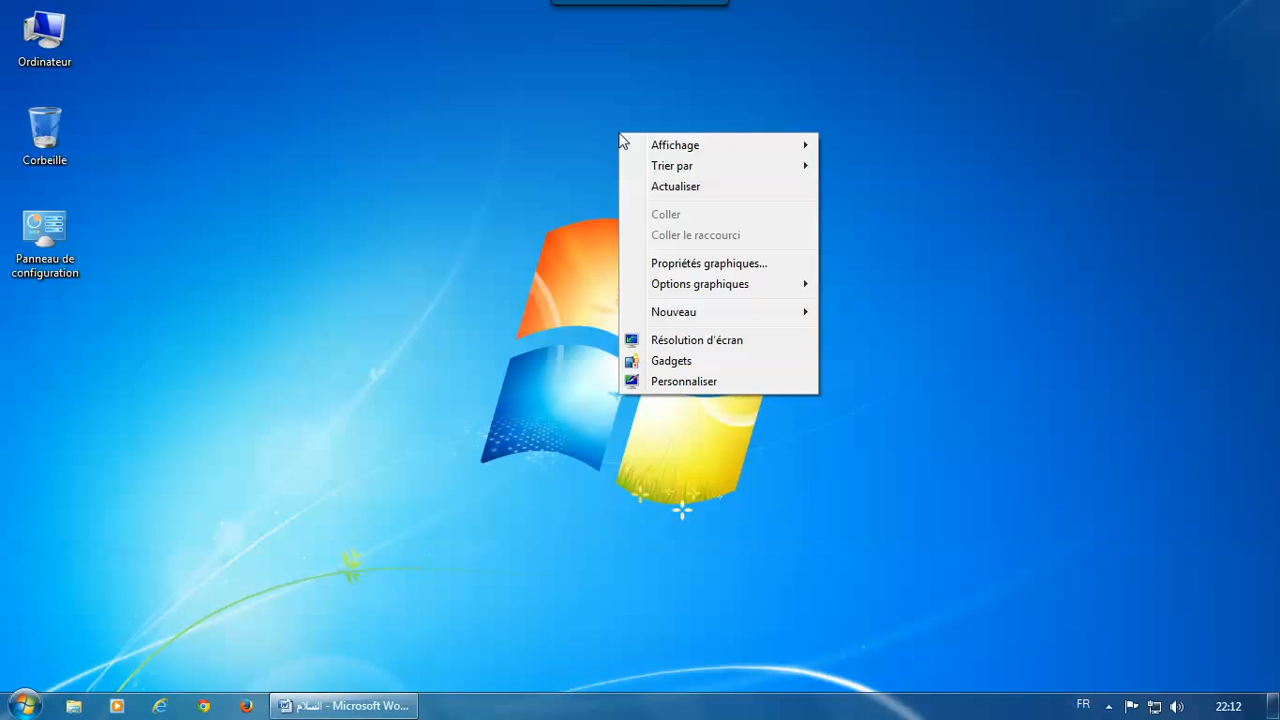 Ordinateur
Corbeille
Panneau de
configuration
Affichage
Trier par
Actualiser
Coller
Coller le raccourci
Propriétés graphiques...
Options graphiques
Nouveau
Résolution d'écran
Gadgets
Personnaliser
السلام - Microsoft Wo...
FR
22:12